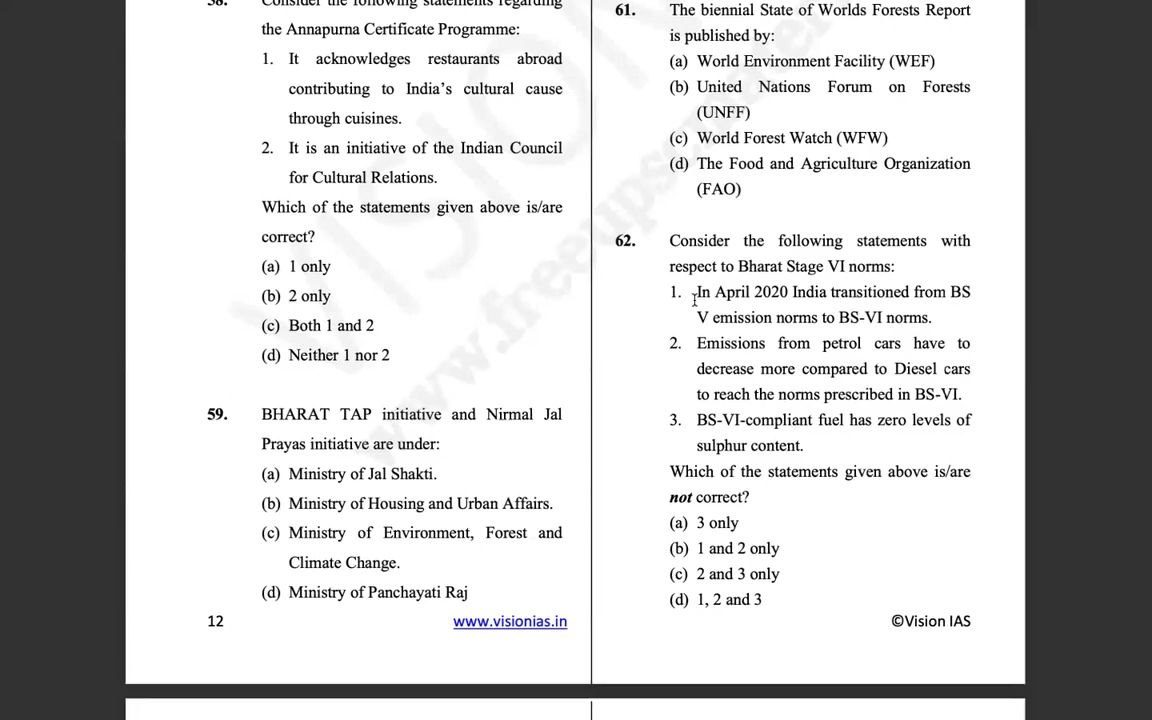 58. Consider the following statements regarding
the Annapurna Certificate Programme:
1. It acknowledges restaurants abroad
contributing to India's cultural cause
through cuisines.
2. It is an initiative of the Indian Council
for Cultural Relations.
Which of the statements given above is/are
correct?
(a) 1 only
(b) 2 only
(c) Both 1 and 2
(d) Neither 1 nor 2
59. BHARAT TAP initiative and Nirmal Jal
Prayas initiative are under:
(a) Ministry of Jal Shakti.
(b) Ministry of Housing and Urban Affairs.
(c) Ministry of Environment, Forest and
Climate Change.
(d) Ministry of Panchayati Raj
12 www.visionias.in
61. The biennial State of Worlds Forests Report
is published by:
(a) World Environment Facility (WEF)
(b) United Nations Forum on Forests
(UNFF)
(c) World Forest Watch (WFW)
(d) The Food and Agriculture Organization
(FAO)
62. Consider the following statements with
respect to Bharat Stage VI norms:
1. In April 2020 India transitioned from BS
V emission norms to BS-VI norms.
2. Emissions from petrol cars have to
decrease more compared to Diesel cars
to reach the norms prescribed in BS-VI.
3. BS-VI-compliant fuel has zero levels of
sulphur content.
Which of the statements given above is/are
not correct?
(a) 3 only
(b) 1 and 2 only
(c) 2 and 3 only
(d) 1, 2 and 3
©Vision IAS
VISION